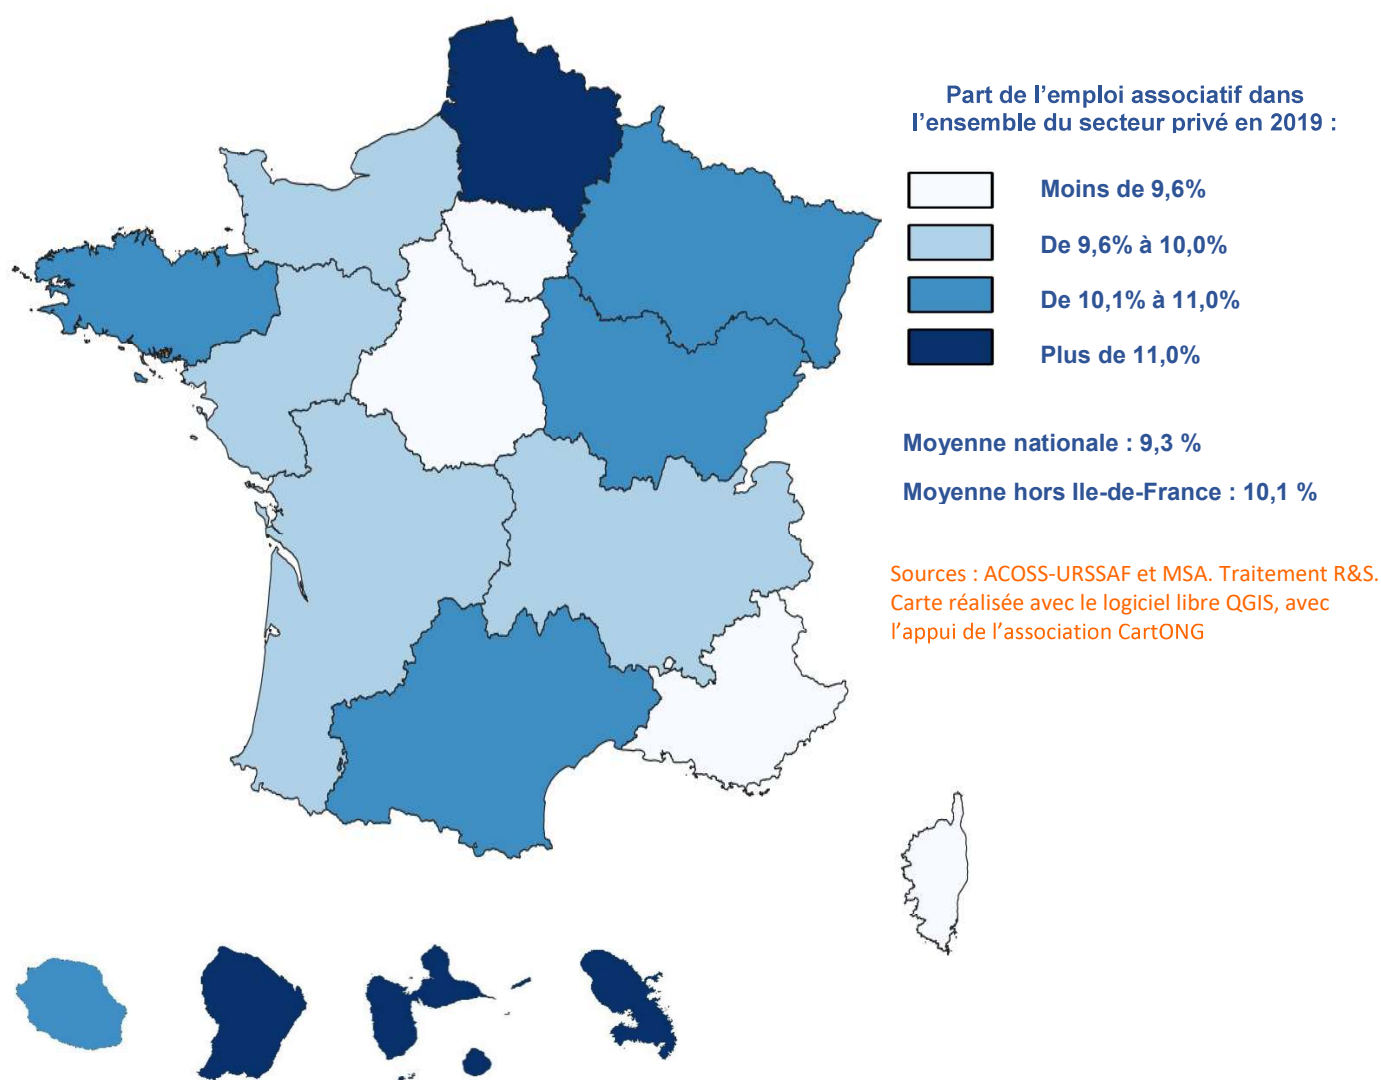 Part de l’emploi associatif dans
l’ensemble du secteur privé en 2019 :
Moins de 9,6%
De 9,6% à 10,0%
De 10,1% à 11,0%
Plus de 11,0%
Moyenne nationale : 9,3 %
Moyenne hors Ile-de-France : 10,1 %
Sources : ACOSS-URSSAF et MSA. Traitement R&S.
Carte réalisée avec le logiciel libre QGIS, avec
l’appui de l’association CartONG